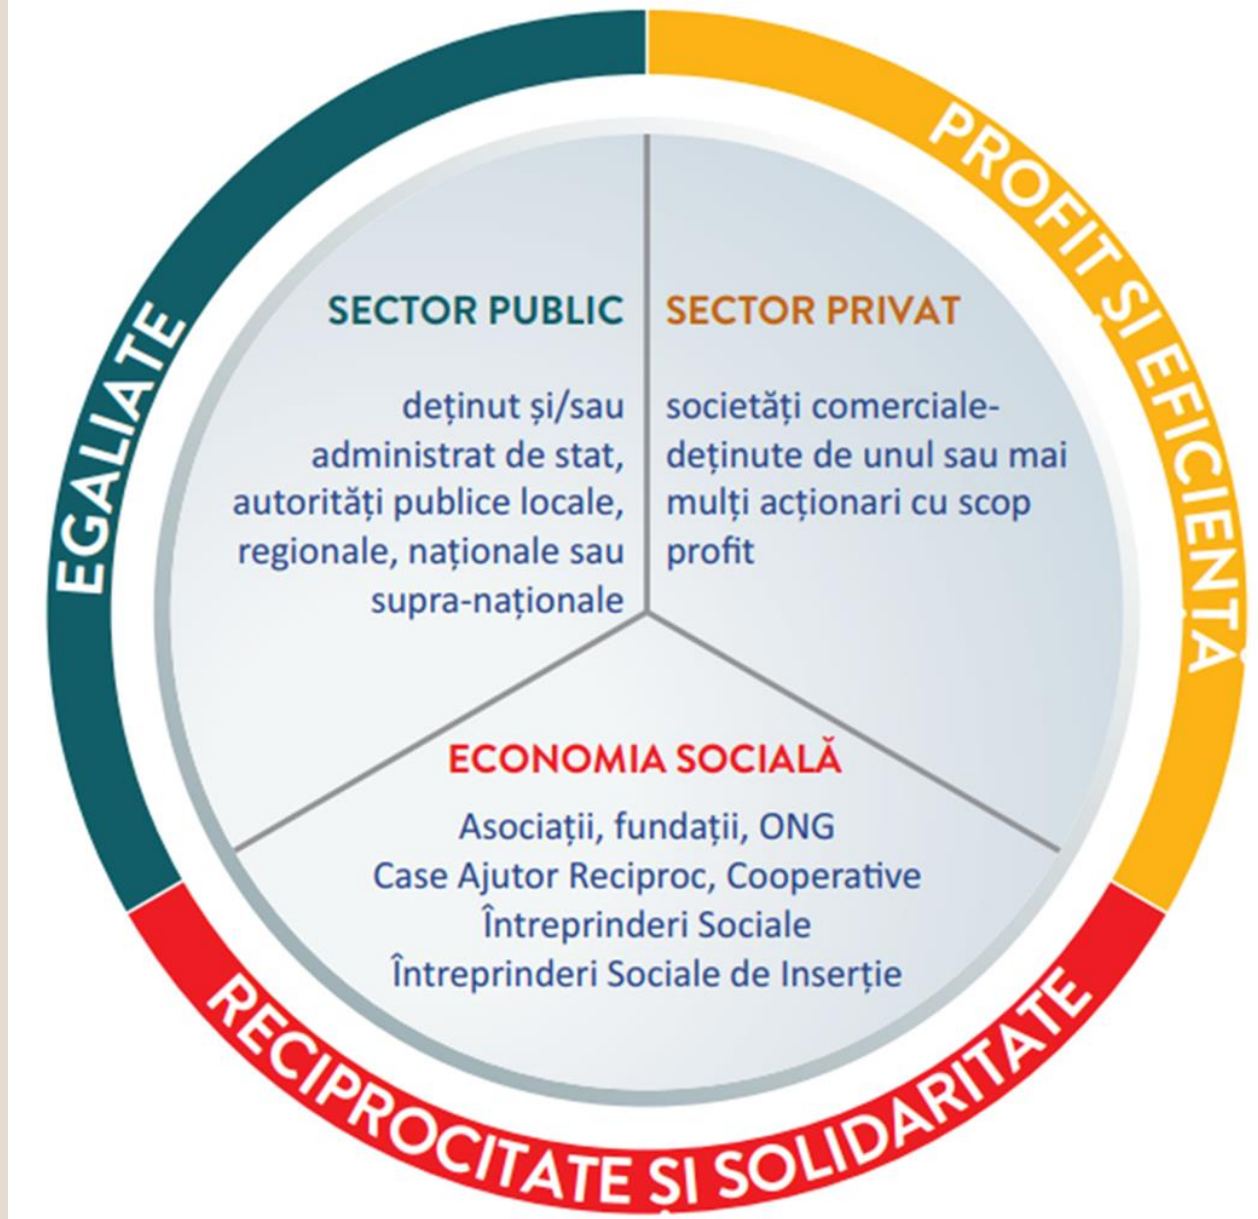 EGALIATE
PROFIT ȘI EFICIENȚĂ
SECTOR PUBLIC
deținut și/sau
administrat de stat,
autorități publice locale,
regionale, naționale sau
supra-naționale
SECTOR PRIVAT
societăți comerciale-
deținute de unul sau mai
mulți acționari cu scop
profit
ECONOMIA SOCIALĂ
Asociații, fundații, ONG
Case Ajutor Reciproc, Cooperative
Întreprinderi Sociale
Întreprinderi Sociale de Inserție
RECIPROCITATE ȘI SOLIDARITATE